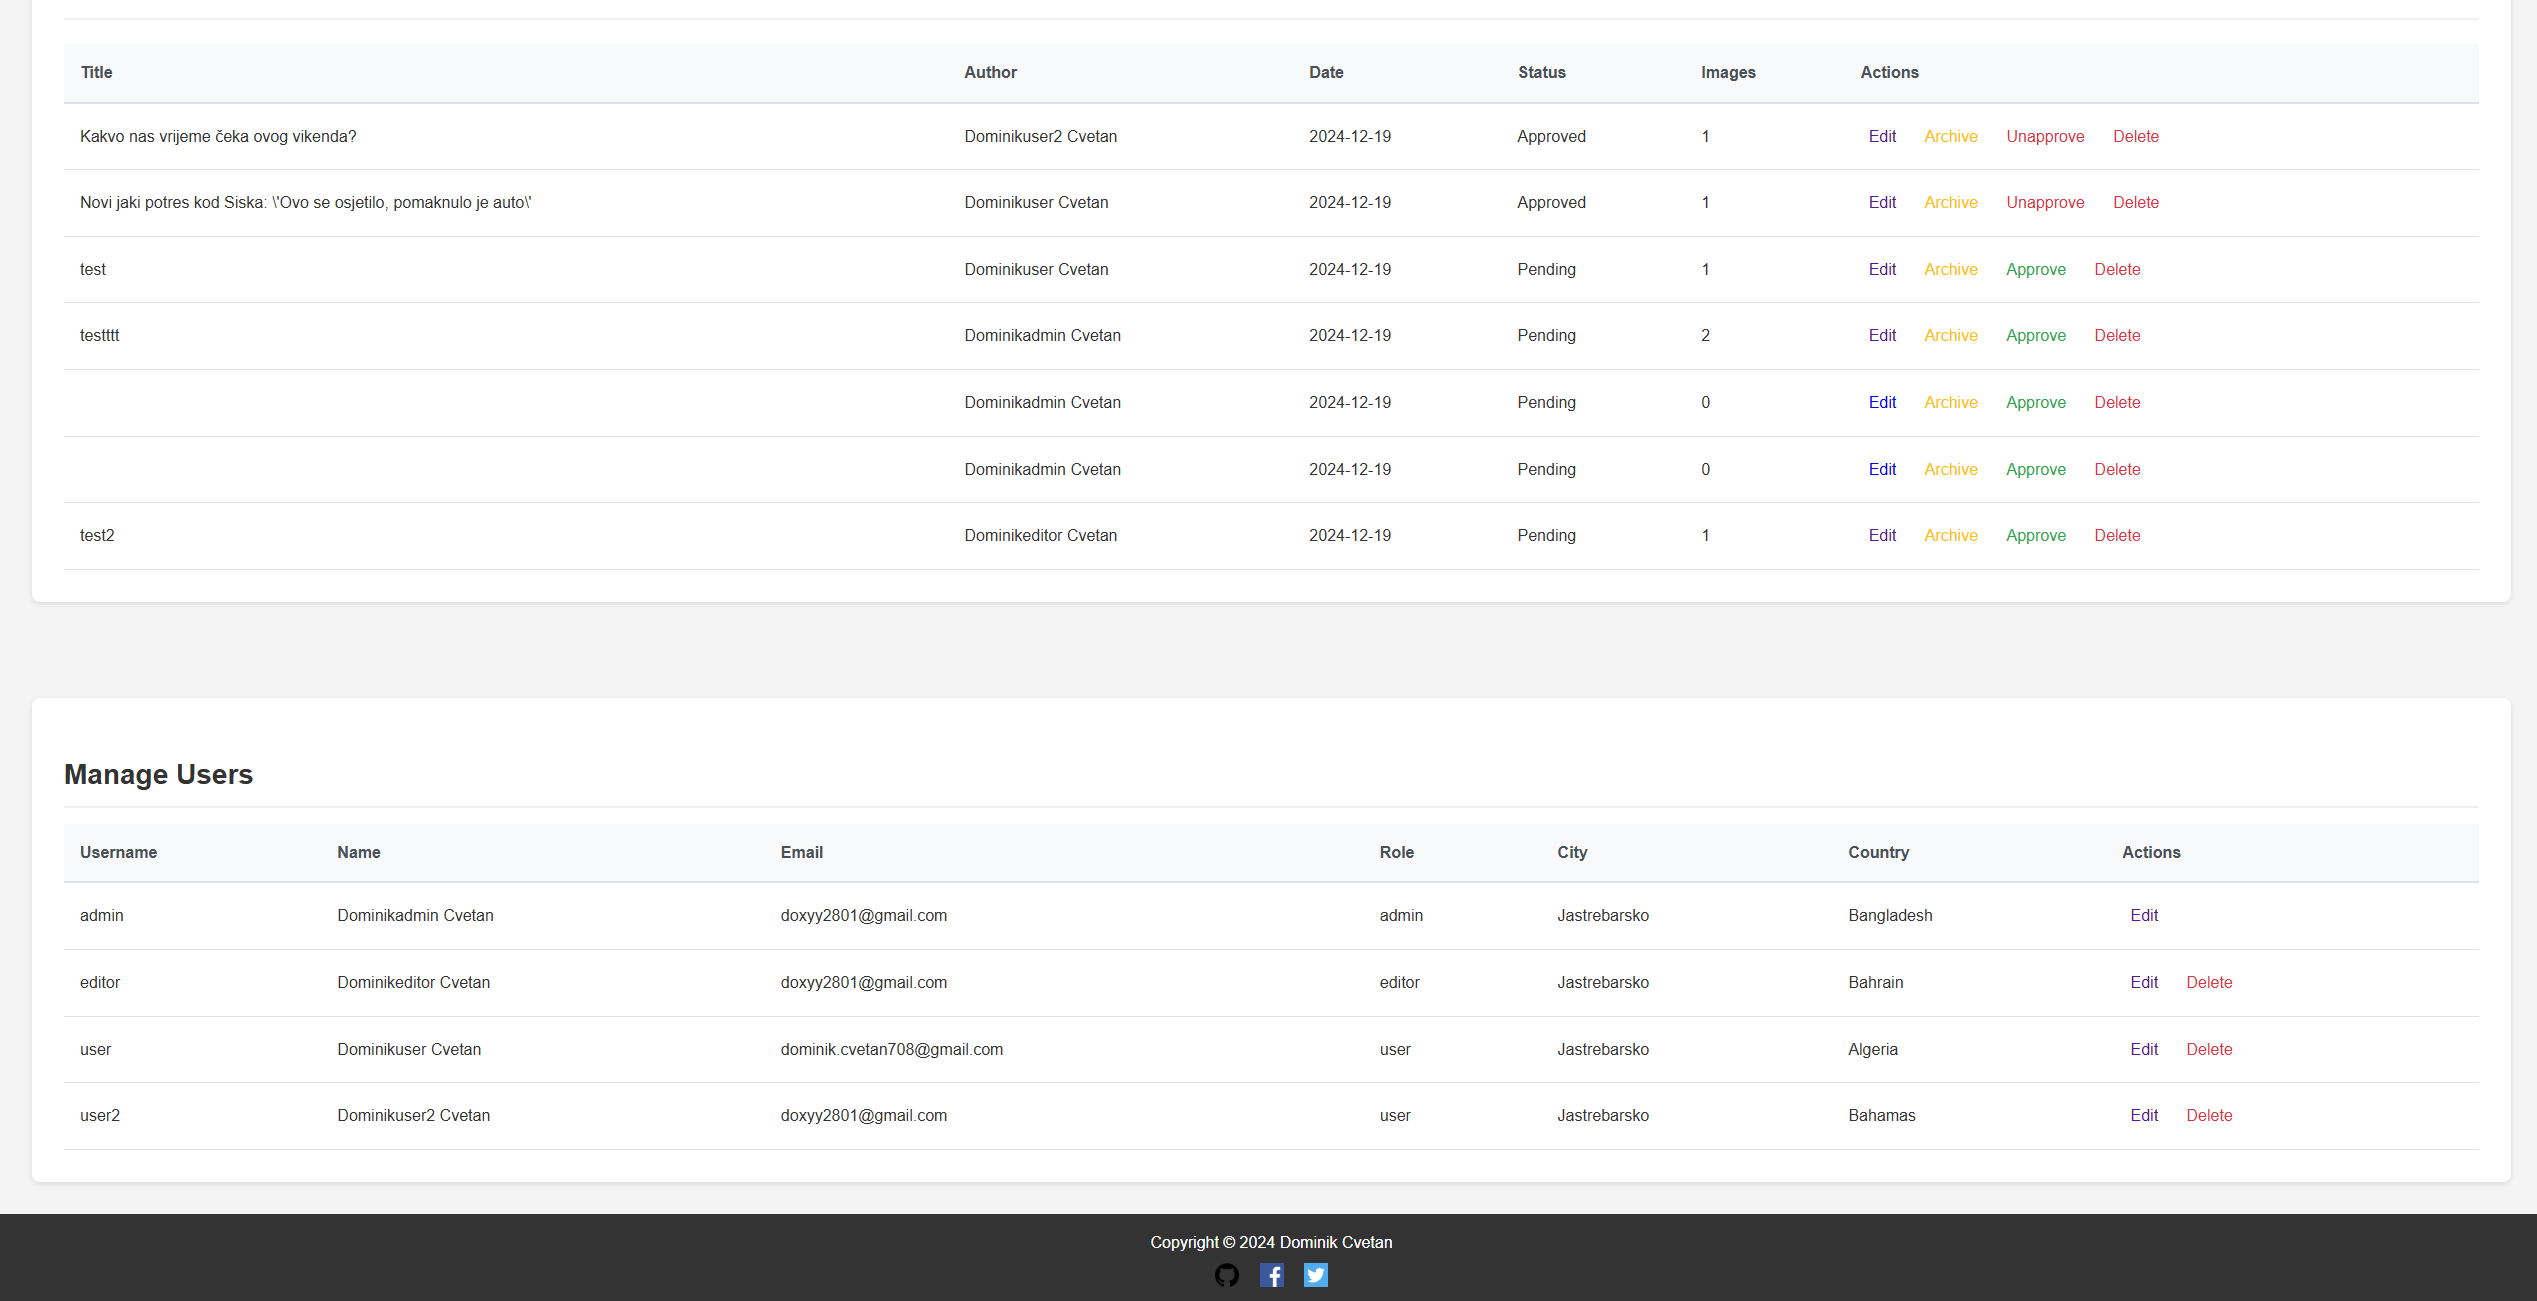 Title Author Date Status Images Actions
Kakvo nas vrijeme čeka ovog vikenda? Dominikuser2 Cvetan 2024-12-19 Approved 1 Edit Archive Unapprove Delete
Novi jaki potres kod Siska: \'Ovo se osjetilo, pomaknulo je auto\' Dominikuser Cvetan 2024-12-19 Approved 1 Edit Archive Unapprove Delete
test Dominikuser Cvetan 2024-12-19 Pending 1 Edit Archive Approve Delete
testttt Dominikadmin Cvetan 2024-12-19 Pending 2 Edit Archive Approve Delete
Dominikadmin Cvetan 2024-12-19 Pending 0 Edit Archive Approve Delete
Dominikadmin Cvetan 2024-12-19 Pending 0 Edit Archive Approve Delete
test2 Dominikeditor Cvetan 2024-12-19 Pending 1 Edit Archive Approve Delete
Manage Users
Username Name Email Role City Country Actions
admin Dominikadmin Cvetan doxyy2801@gmail.com admin Jastrebarsko Bangladesh Edit
editor Dominikeditor Cvetan doxyy2801@gmail.com editor Jastrebarsko Bahrain Edit Delete
user Dominikuser Cvetan dominik.cvetan708@gmail.com user Jastrebarsko Algeria Edit Delete
user2 Dominikuser2 Cvetan doxyy2801@gmail.com user Jastrebarsko Bahamas Edit Delete
Copyright © 2024 Dominik Cvetan